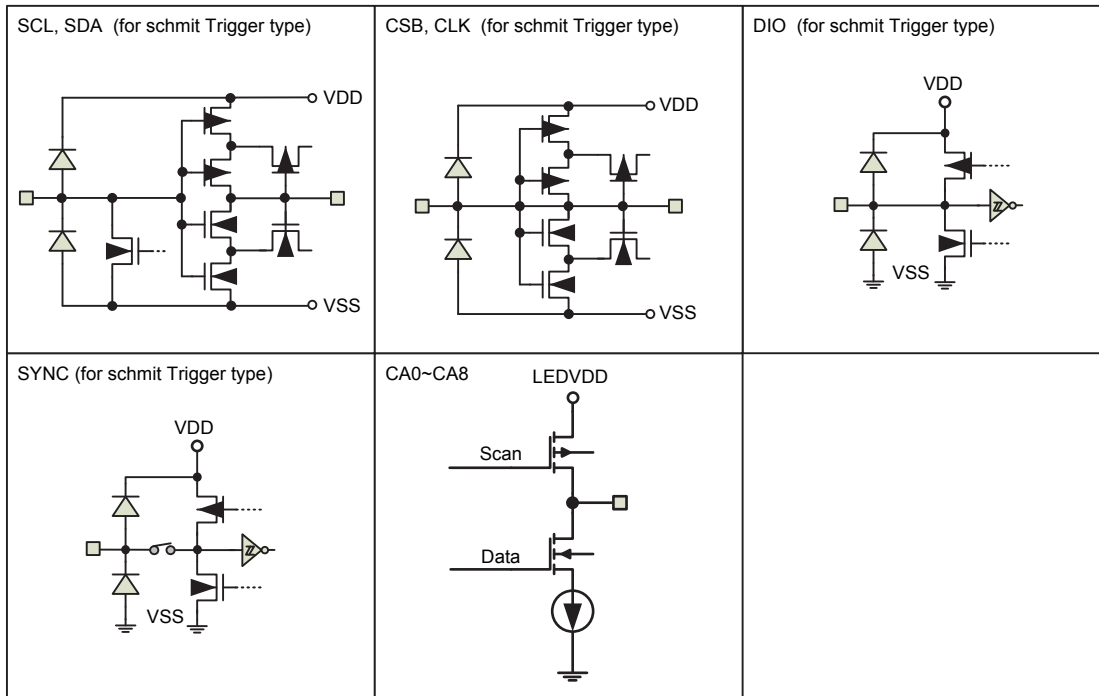 SCL, SDA (for schmit Trigger type)
VDD
VSS
CSB, CLK (for schmit Trigger type)
VDD
VSS
DIO (for schmit Trigger type)
VDD
VSS
SYNC (for schmit Trigger type)
VDD
VSS
CA0~CA8
LEDVDD
Scan
Data